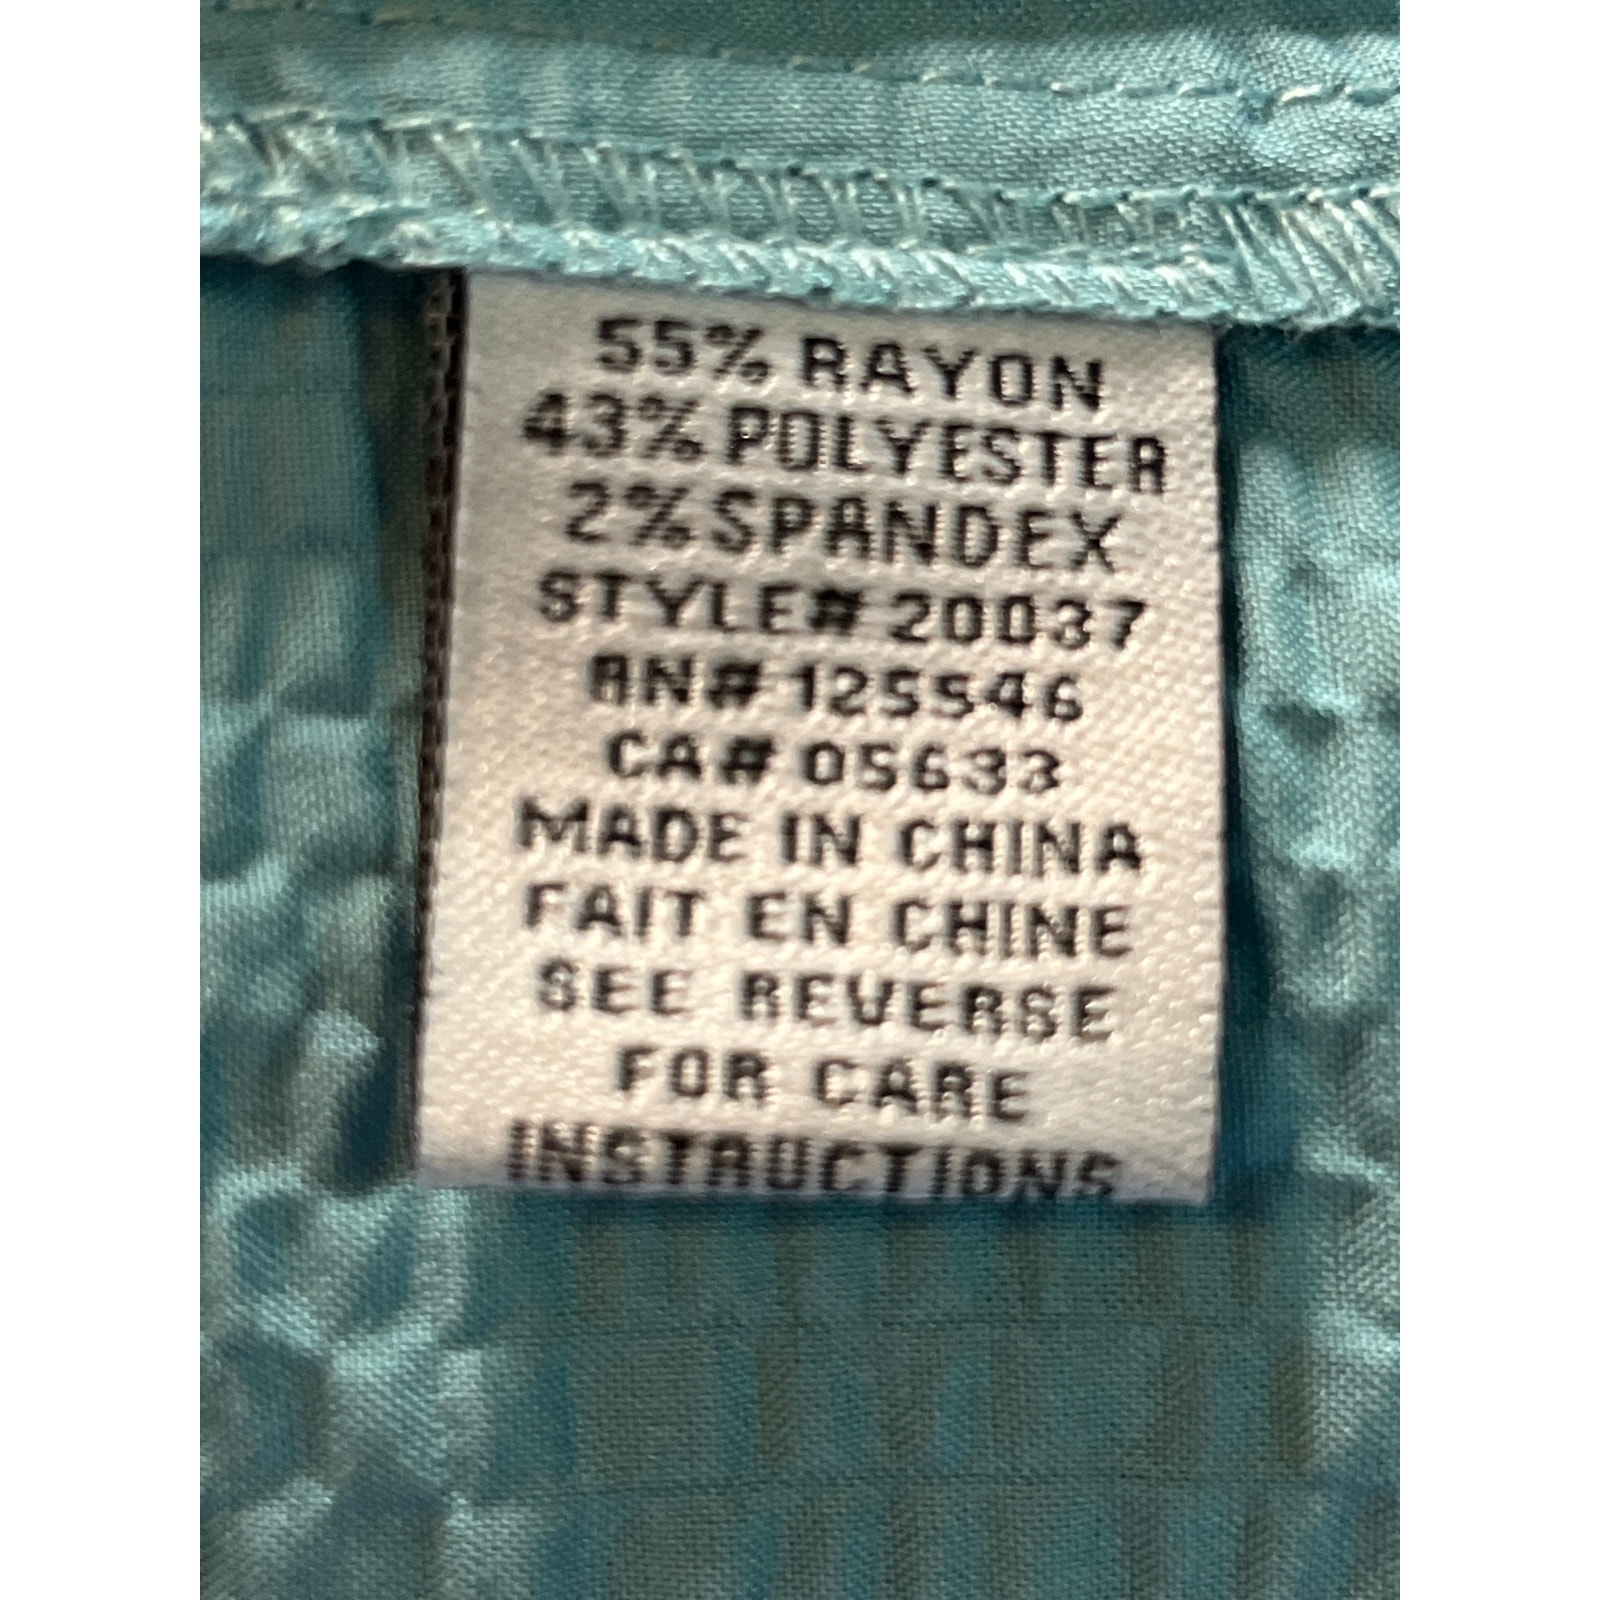 55% RAYON
43% POLYESTER
2% SPANDEX
STYLE# 20037
RN# 125546
CA# 05633
MADE IN CHINA
FAIT EN CHINE
SEE REVERSE
FOR CARE
INSTRUCTIONS